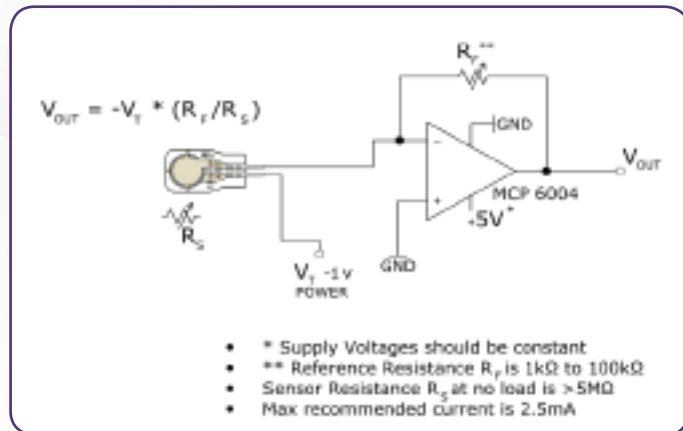 R_F **
V_OUT = -V_T * (R_F/R_S)
GND
−
V_OUT
MCP 6004
+
+5V*
R_S
GND
V_T -1v
POWER
• * Supply Voltages should be constant
• ** Reference Resistance R_F is 1kΩ to 100kΩ
• Sensor Resistance R_S at no load is >5MΩ
• Max recommended current is 2.5mA